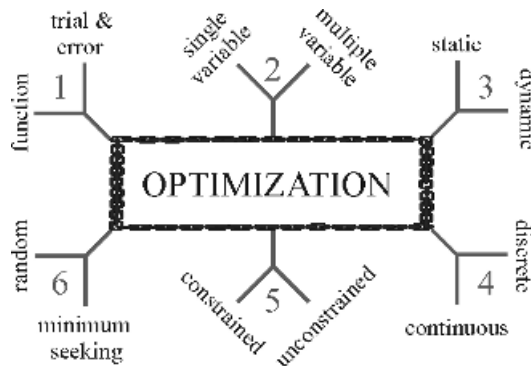 trial &
error
single
variable
multiple
variable
static
1
2
3
function
dynamic
OPTIMIZATION
random
6
5
4
discrete
minimum
seeking
constrained
unconstrained
continuous